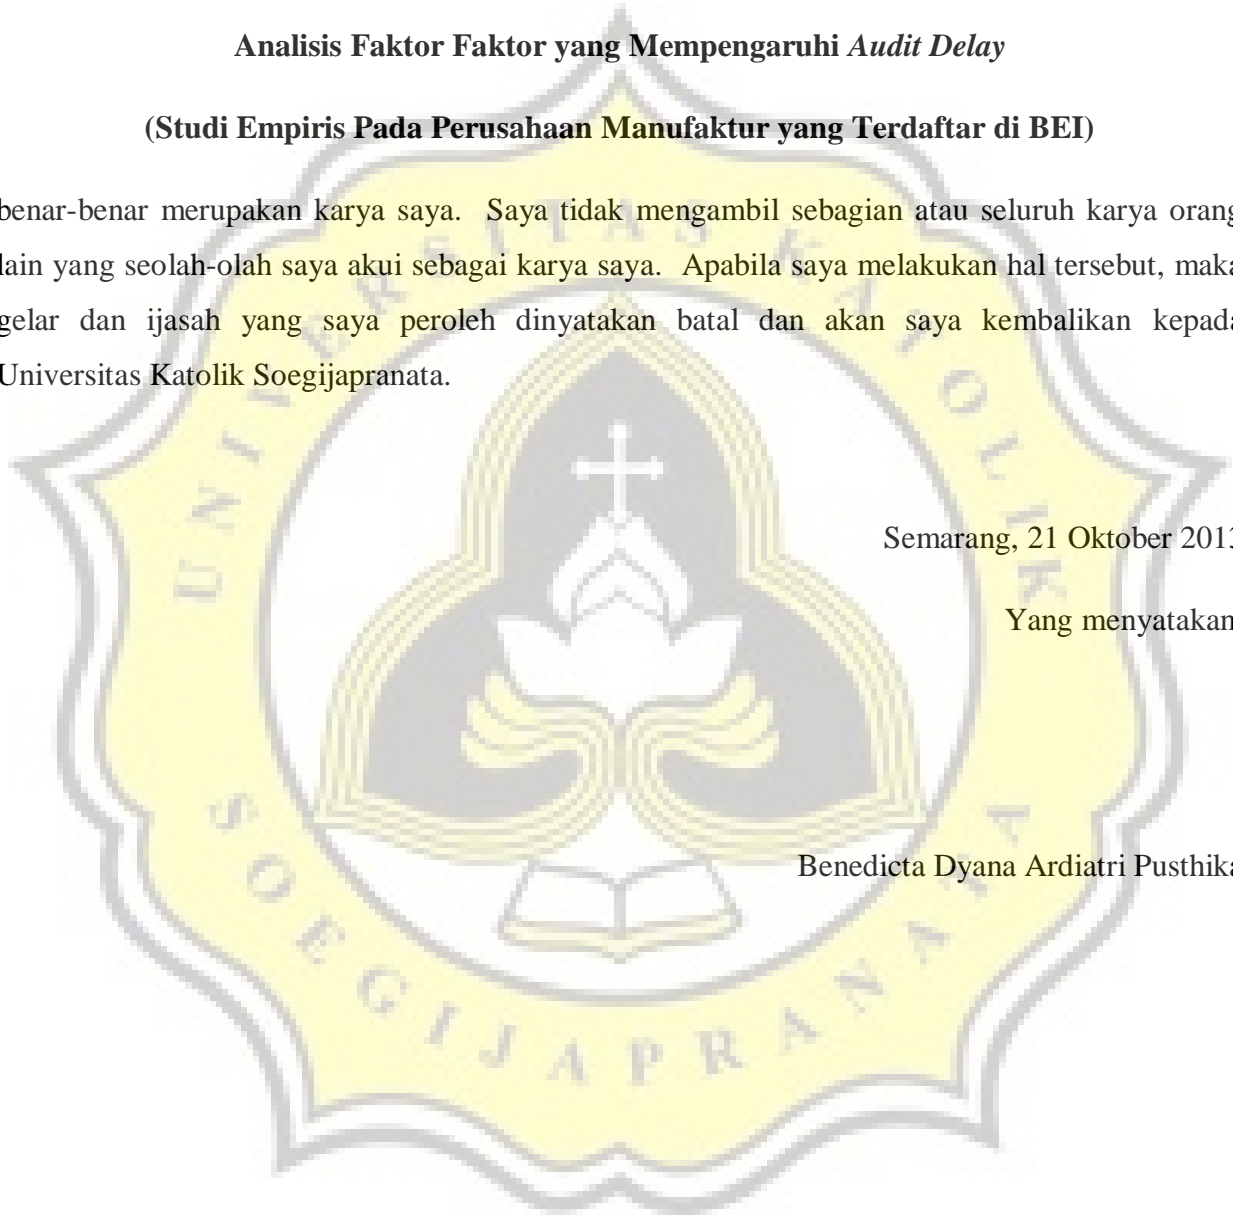 Analisis Faktor Faktor yang Mempengaruhi Audit Delay
(Studi Empiris Pada Perusahaan Manufaktur yang Terdaftar di BEI)
benar-benar merupakan karya saya. Saya tidak mengambil sebagian atau seluruh karya orang
lain yang seolah-olah saya akui sebagai karya saya. Apabila saya melakukan hal tersebut, maka
gelar dan ijasah yang saya peroleh dinyatakan batal dan akan saya kembalikan kepada
Universitas Katolik Soegijapranata.
Semarang, 21 Oktober 2013
Yang menyatakan
Benedicta Dyana Ardiatri Pusthika
UNIVERSITAS KATOLIK
SOEGIJAPRANATA